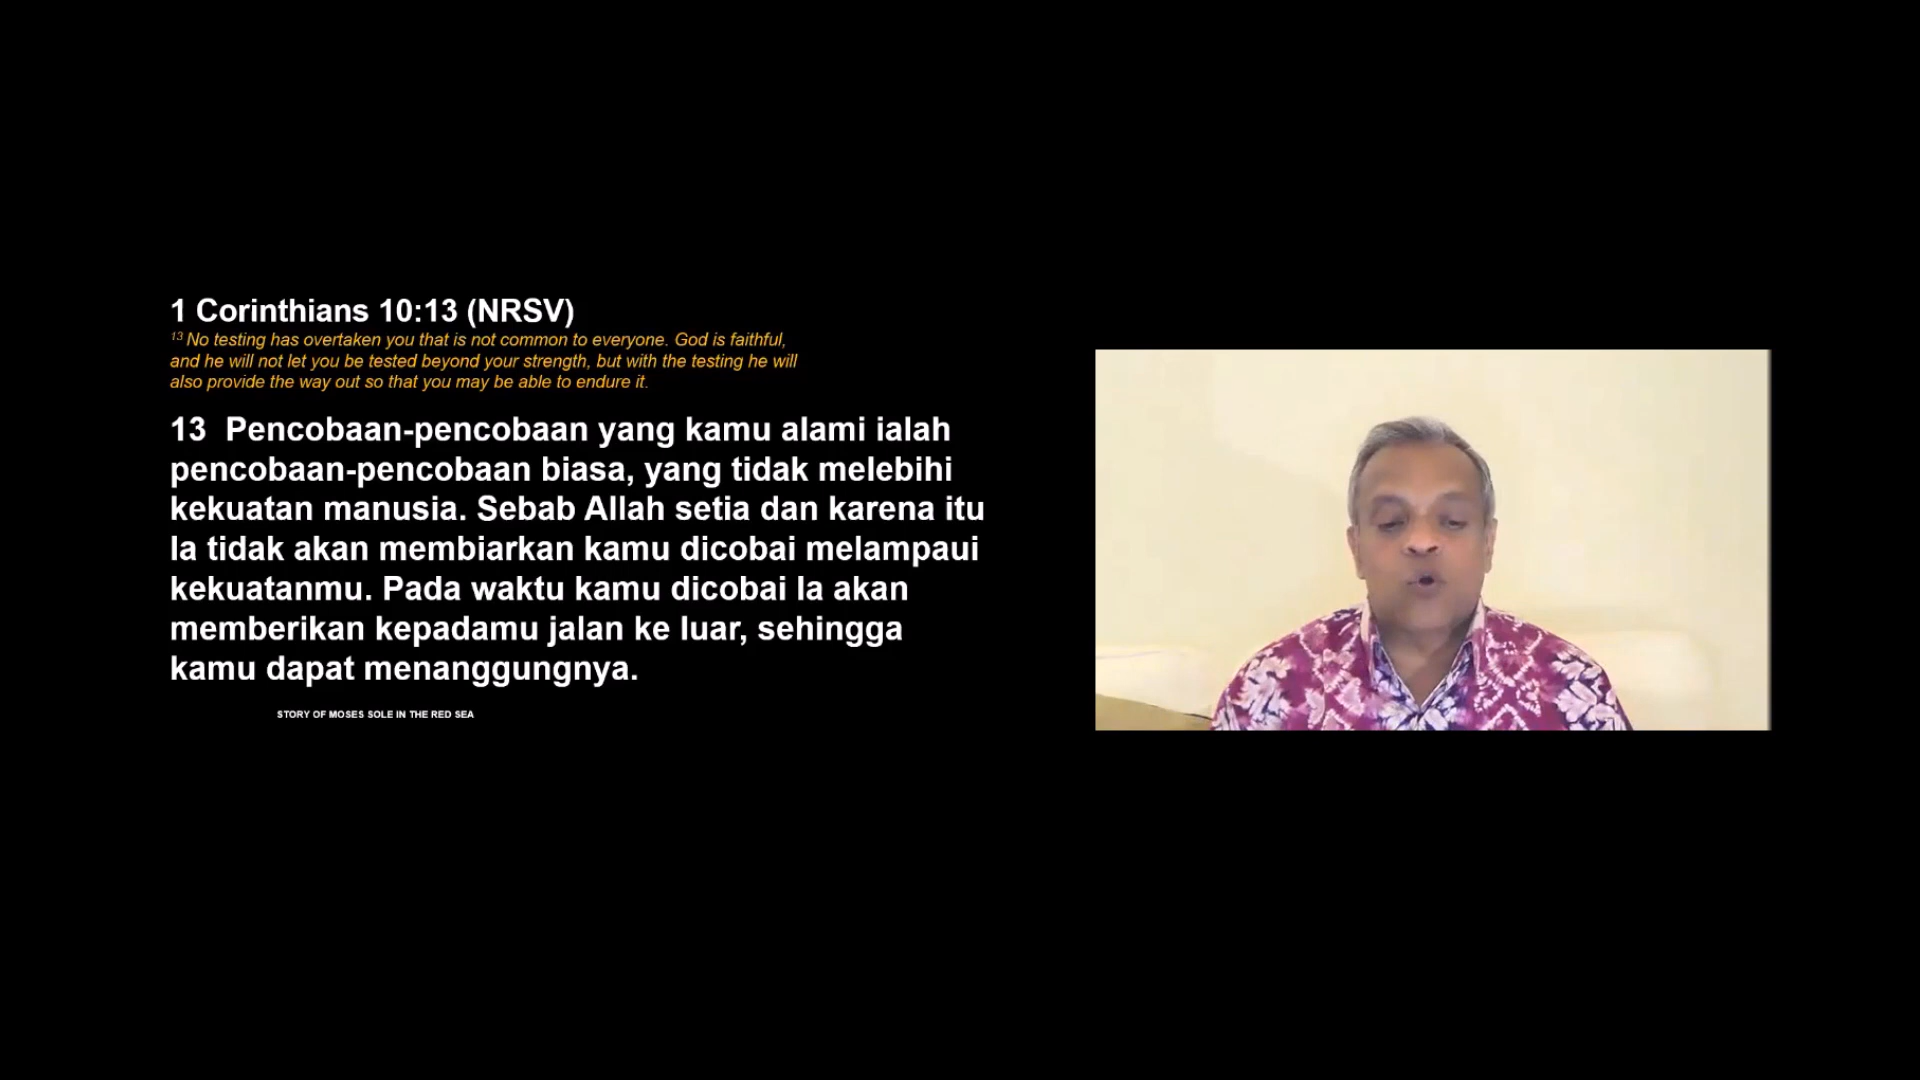 1 Corinthians 10:13 (NRSV)
13 No testing has overtaken you that is not common to everyone. God is faithful,
and he will not let you be tested beyond your strength, but with the testing he will
also provide the way out so that you may be able to endure it.
13  Pencobaan-pencobaan yang kamu alami ialah
pencobaan-pencobaan biasa, yang tidak melebihi
kekuatan manusia. Sebab Allah setia dan karena itu
Ia tidak akan membiarkan kamu dicobai melampaui
kekuatanmu. Pada waktu kamu dicobai Ia akan
memberikan kepadamu jalan ke luar, sehingga
kamu dapat menanggungnya.
STORY OF MOSES SOLE IN THE RED SEA